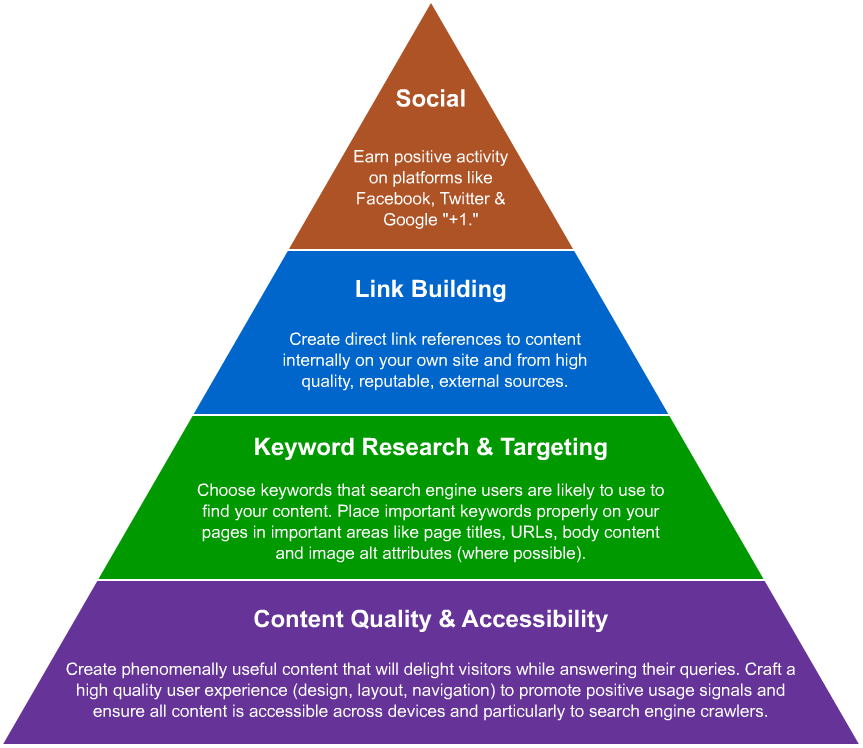 Social
Earn positive activity
on platforms like
Facebook, Twitter &
Google "+1."
Link Building
Create direct link references to content
internally on your own site and from high
quality, reputable, external sources.
Keyword Research & Targeting
Choose keywords that search engine users are likely to use to
find your content. Place important keywords properly on your
pages in important areas like page titles, URLs, body content
and image alt attributes (where possible).
Content Quality & Accessibility
Create phenomenally useful content that will delight visitors while answering their queries. Craft a
high quality user experience (design, layout, navigation) to promote positive usage signals and
ensure all content is accessible across devices and particularly to search engine crawlers.